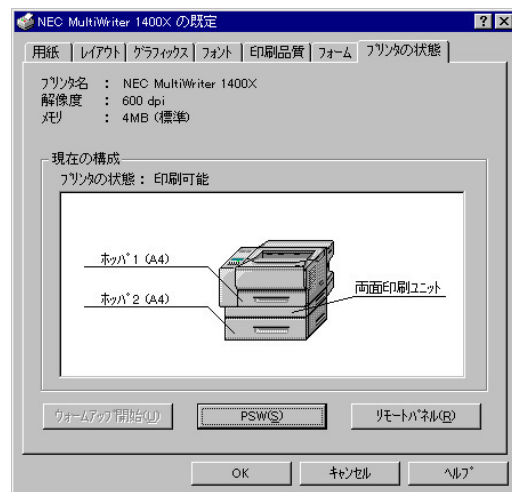 NEC MultiWriter 1400X の既定
用紙 レイアウト グラフィックス フォント 印刷品質 フォーム プリンタの状態
プリンタ名 : NEC MultiWriter 1400X
解像度 : 600 dpi
メモリ : 4MB (標準)
現在の構成
プリンタの状態 : 印刷可能
ホッパ 1 (A4)
ホッパ 2 (A4)
両面印刷ユニット
ウォームアップ開始(U) PSW(S) リモートパネル(R)
OK キャンセル ヘルプ